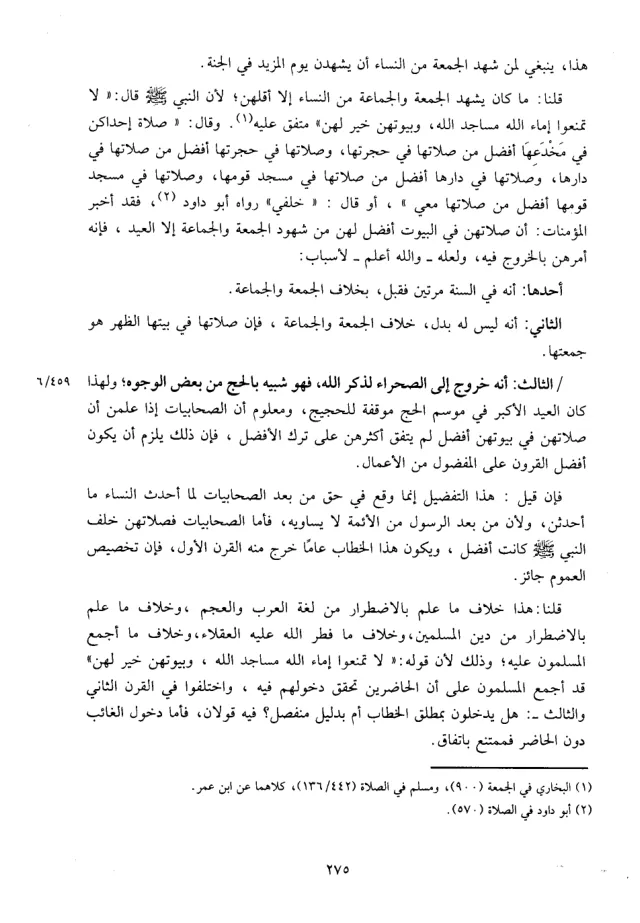 هذا، ينبغي لمن شهد الجمعة من النساء أن يشهدن يوم المزيد في الجنة.
قلنا: ما كان يشهد الجمعة والجماعة من النساء إلا أقلهن؛ لأن النبي ﷺ قال:« لا
تمنعوا إماء الله مساجد الله، وبيوتهن خير لهن» متفق عليه(١). وقال: « صلاة إحداكن
في مَخْدَعِهَا أفضل من صلاتها في حجرتها، وصلاتها في حجرتها أفضل من صلاتها في
دارها، وصلاتها في دارها أفضل من صلاتها في مسجد قومها، وصلاتها في مسجد
قومها أفضل من صلاتها معي » ، أو قال : « خلفي» رواه أبو داود (٢)، فقد أخبر
المؤمنات: أن صلاتهن في البيوت أفضل لهن من شهود الجمعة والجماعة إلا العيد ، فإنه
أمرهن بالخروج فيه، ولعله ـ والله أعلم ـ لأسباب:
أحدها: أنه في السنة مرتين فقبل، بخلاف الجمعة والجماعة.
الثاني: أنه ليس له بدل، خلاف الجمعة والجماعة ، فإن صلاتها في بيتها الظهر هو
جمعتها.
٦/٤٥٩ / الثالث: أنه خروج إلى الصحراء لذكر الله، فهو شبيه بالحج من بعض الوجوه؛ ولهذا
كان العيد الأكبر في موسم الحج موقفة للحجيج، ومعلوم أن الصحابيات إذا علمن أن
صلاتهن في بيوتهن أفضل لم يتفق أكثرهن على ترك الأفضل ، فإن ذلك يلزم أن يكون
أفضل القرون على المفضول من الأعمال.
فإن قيل : هذا التفضيل إنما وقع في حق من بعد الصحابيات لما أحدث النساء ما
أحدثن، ولأن من بعد الرسول من الأئمة لا يساويه، فأما الصحابيات فصلاتهن خلف
النبي ﷺ كانت أفضل ، ويكون هذا الخطاب عامًا خرج منه القرن الأول، فإن تخصيص
العموم جائز.
قلنا: هذا خلاف ما علم بالاضطرار من لغة العرب والعجم ،وخلاف ما علم
بالاضطرار من دين المسلمين،وخلاف ما فطر الله عليه العقلاء،وخلاف ما أجمع
المسلمون عليه؛ وذلك لأن قوله:« لا تمنعوا إماء الله مساجد الله ، وبيوتهن خير لهن»
قد أجمع المسلمون على أن الحاضرين تحقق دخولهم فيه ، واختلفوا في القرن الثاني
والثالث ـ: هل يدخلون بمطلق الخطاب أم بدليل منفصل؟ فيه قولان، فأما دخول الغائب
دون الحاضر فممتنع باتفاق.
(١) البخاري في الجمعة (٩٠٠)، ومسلم في الصلاة (١٣٦/٤٤٢)، كلاهما عن ابن عمر.
(٢) أبو داود في الصلاة (٥٧٠).
٢٧٥